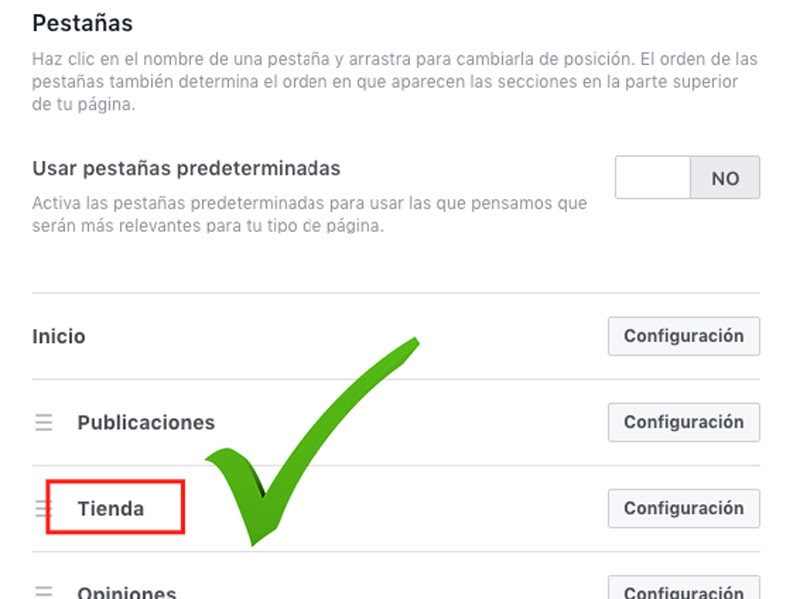 Pestañas
Haz clic en el nombre de una pestaña y arrastra para cambiarla de posición. El orden de las
pestañas también determina el orden en que aparecen las secciones en la parte superior
de tu página.
Usar pestañas predeterminadas
NO
Activa las pestañas predeterminadas para usar las que pensamos que
serán más relevantes para tu tipo de página.
Inicio
Configuración
Publicaciones
Configuración
Tienda
Configuración
Opiniones
Configuración